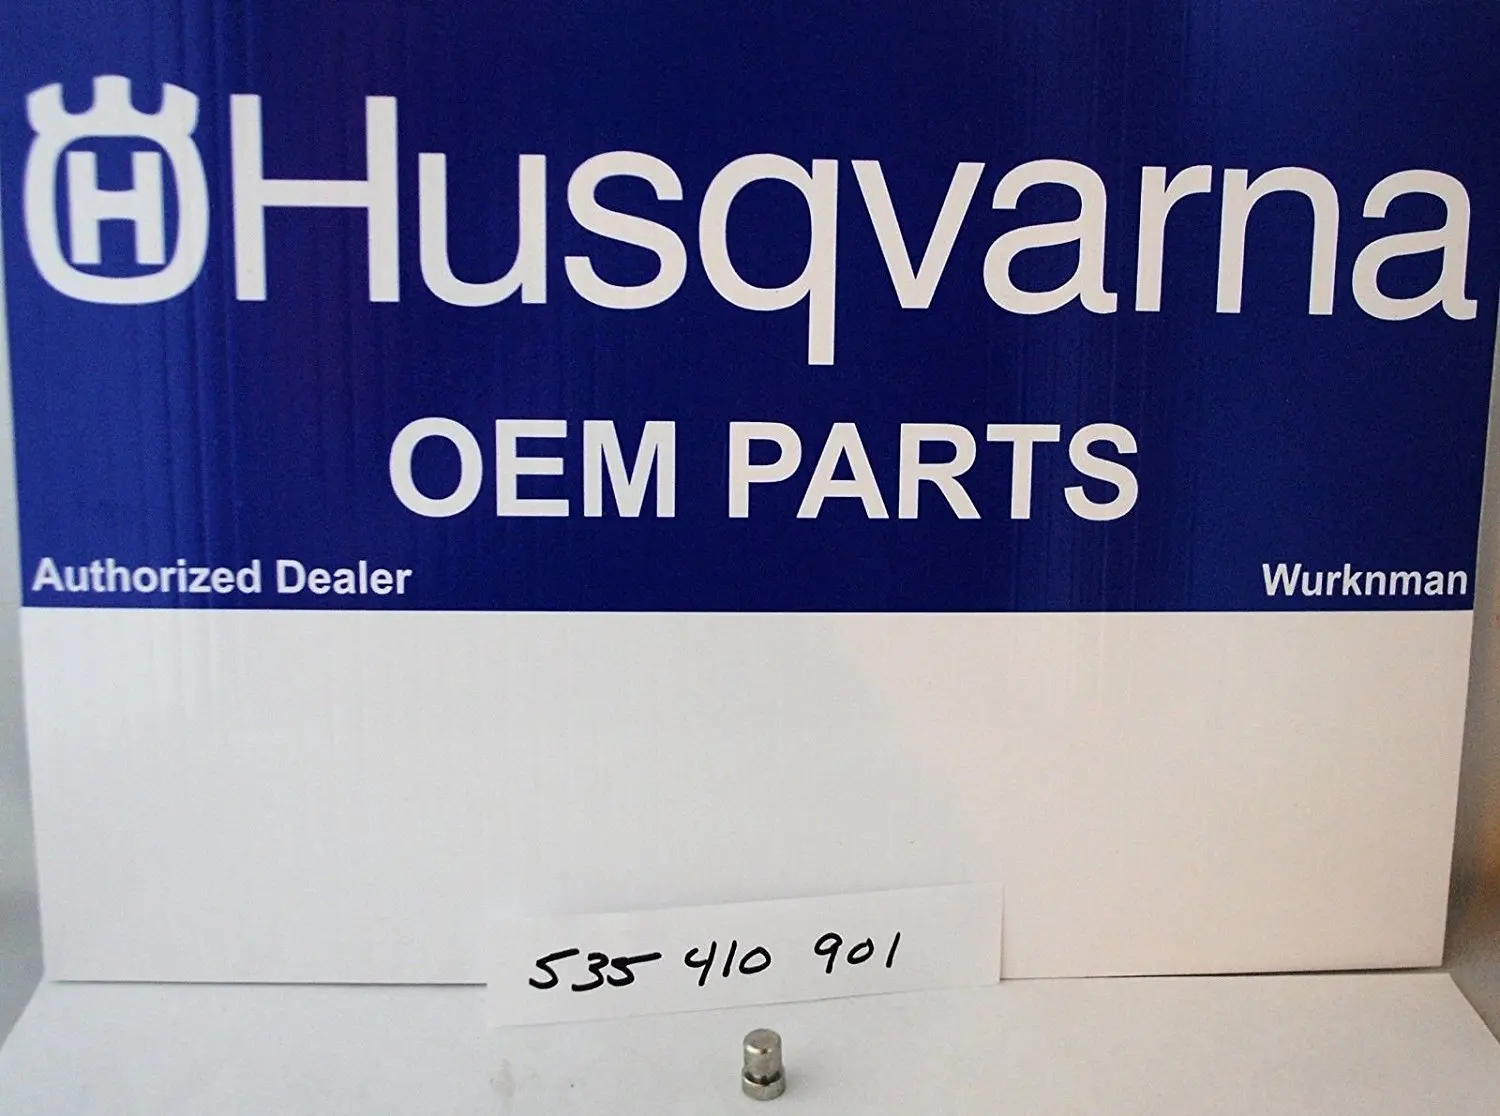 H Husqvarna
OEM PARTS
Authorized Dealer
Wurknman
535 410 901